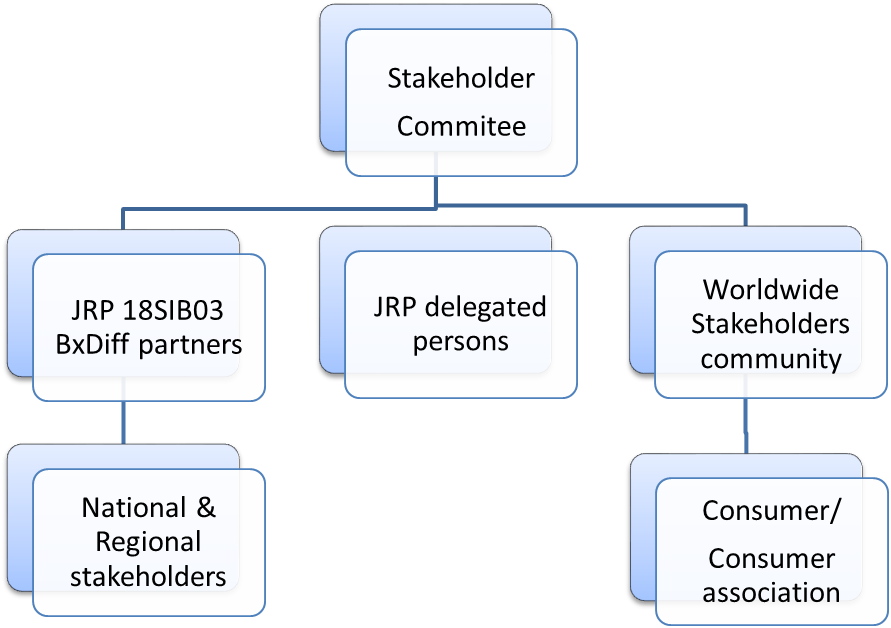 Stakeholder
Commitee
JRP 18SIB03
BxDiff partners
JRP delegated
persons
Worldwide
Stakeholders
community
National &
Regional
stakeholders
Consumer/
Consumer
association